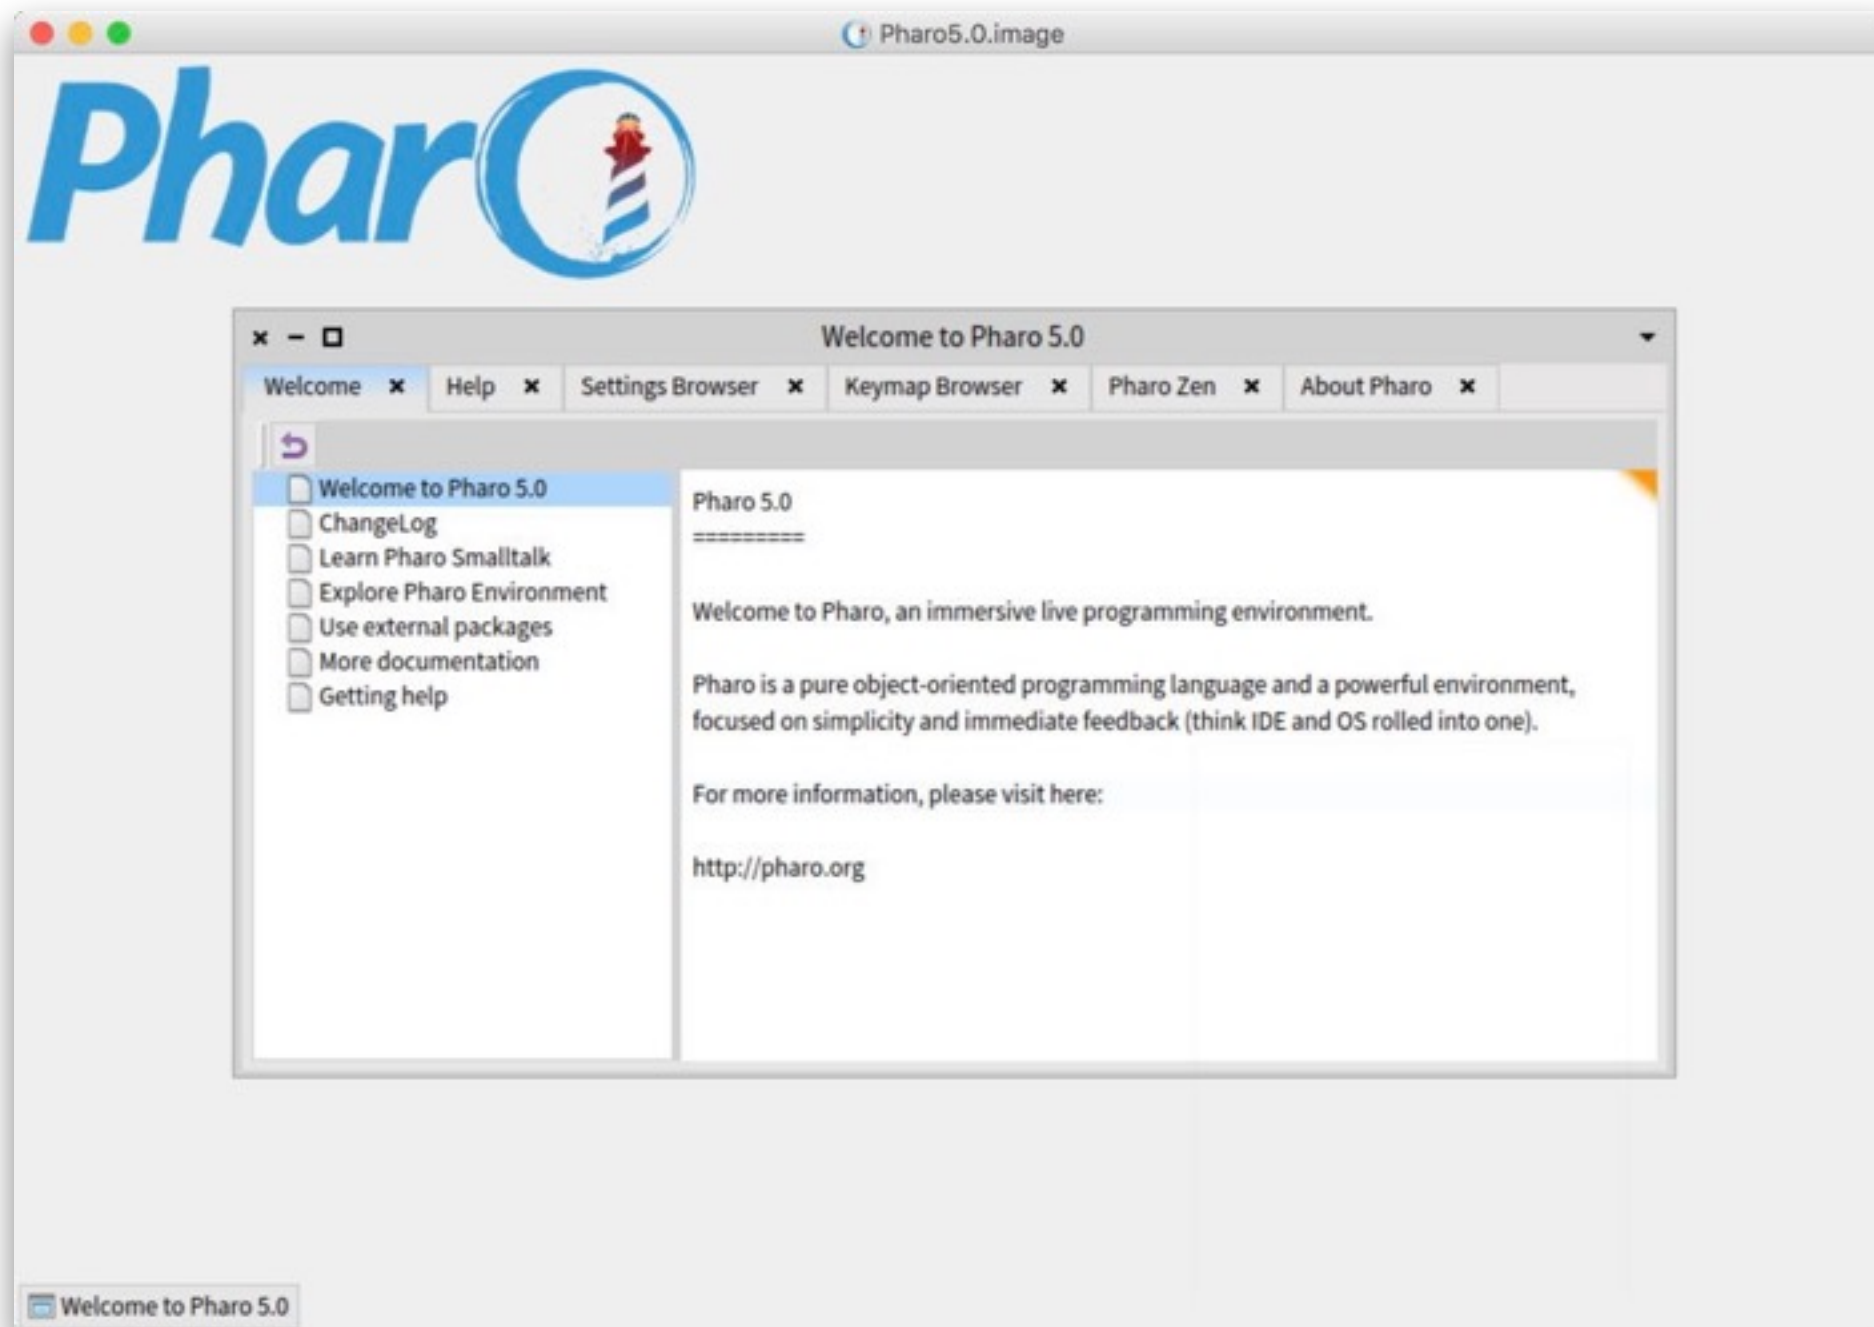 Pharo5.0.image
Pharo
Welcome to Pharo 5.0
Welcome Help Settings Browser Keymap Browser Pharo Zen About Pharo
Welcome to Pharo 5.0
ChangeLog
Learn Pharo Smalltalk
Explore Pharo Environment
Use external packages
More documentation
Getting help
Pharo 5.0
=========
Welcome to Pharo, an immersive live programming environment.
Pharo is a pure object-oriented programming language and a powerful environment,
focused on simplicity and immediate feedback (think IDE and OS rolled into one).
For more information, please visit here:
http://pharo.org
Welcome to Pharo 5.0